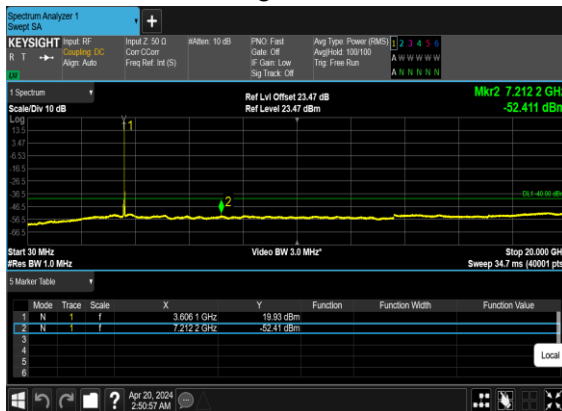 Spectrum Analyzer 1
Swept SA
KEYSIGHT Input: RF Input Z: 50 Ω #Atten: 10 dB PNO: Fast Avg Type: Power (RMS) 1 2 3 4 5 6
R T Coupling: DC Corr CCorr Gate: Off Avg|Hold: 100/100 A W W W W W
Align: Auto Freq Ref: Int (S) IF Gain: Low Trig: Free Run
Sig Track: Off A N N N N N
1 Spectrum
Ref Lvl Offset 23.47 dB Mkr2 7.212 2 GHz
Scale/Div 10 dB Ref Level 23.47 dBm -52.411 dBm
Log
1
13.5
3.47
-6.53
-16.5
-26.5
-36.5 DL1 -40.00 dBm
2
-46.5
-56.5
-66.5
Start 30 MHz Video BW 3.0 MHz* Stop 20.000 GHz
#Res BW 1.0 MHz Sweep 34.7 ms (40001 pts)
5 Marker Table
Mode Trace Scale X Y Function Function Width Function Value
1 N 1 f 3.606 1 GHz 19.93 dBm
2 N 1 f 7.212 2 GHz -52.41 dBm
3
4
5
6
Local
? Apr 20, 2024
2:50:57 AM